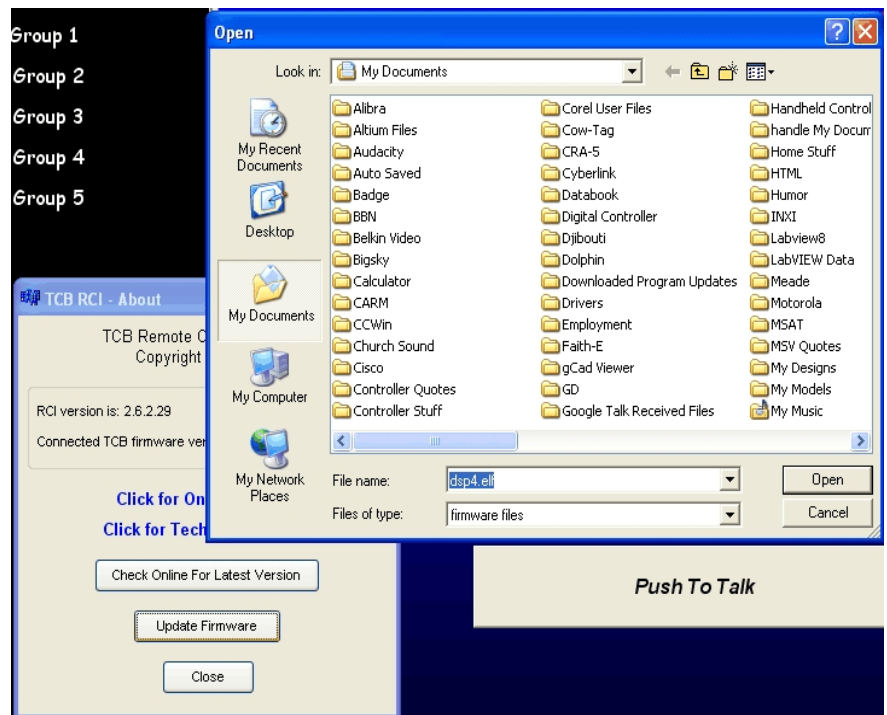 Group 1
Group 2
Group 3
Group 4
Group 5
Open
Look in:
My Documents
My Recent
Documents
Desktop
My Documents
My Computer
My Network
Places
Alibra
Altium Files
Audacity
Auto Saved
Badge
BBN
Belkin Video
Bigsky
Calculator
CARM
CCWin
Church Sound
Cisco
Controller Quotes
Controller Stuff
Corel User Files
Cow-Tag
CRA-5
Cyberlink
Databook
Digital Controller
Djibouti
Dolphin
Downloaded Program Updates
Drivers
Employment
Faith-E
gCad Viewer
GD
Google Talk Received Files
Handheld Control
handle My Docum
Home Stuff
HTML
Humor
INXI
Labview8
LabVIEW Data
Meade
Motorola
MSAT
MSV Quotes
My Designs
My Models
My Music
File name:
dsp4.elf
Open
Files of type:
firmware files
Cancel
TCB RCI - About
TCB Remote C
Copyright
RCI version is: 2.6.2.29
Connected TCB firmware ver
Click for On
Click for Tech
Check Online For Latest Version
Update Firmware
Close
Push To Talk